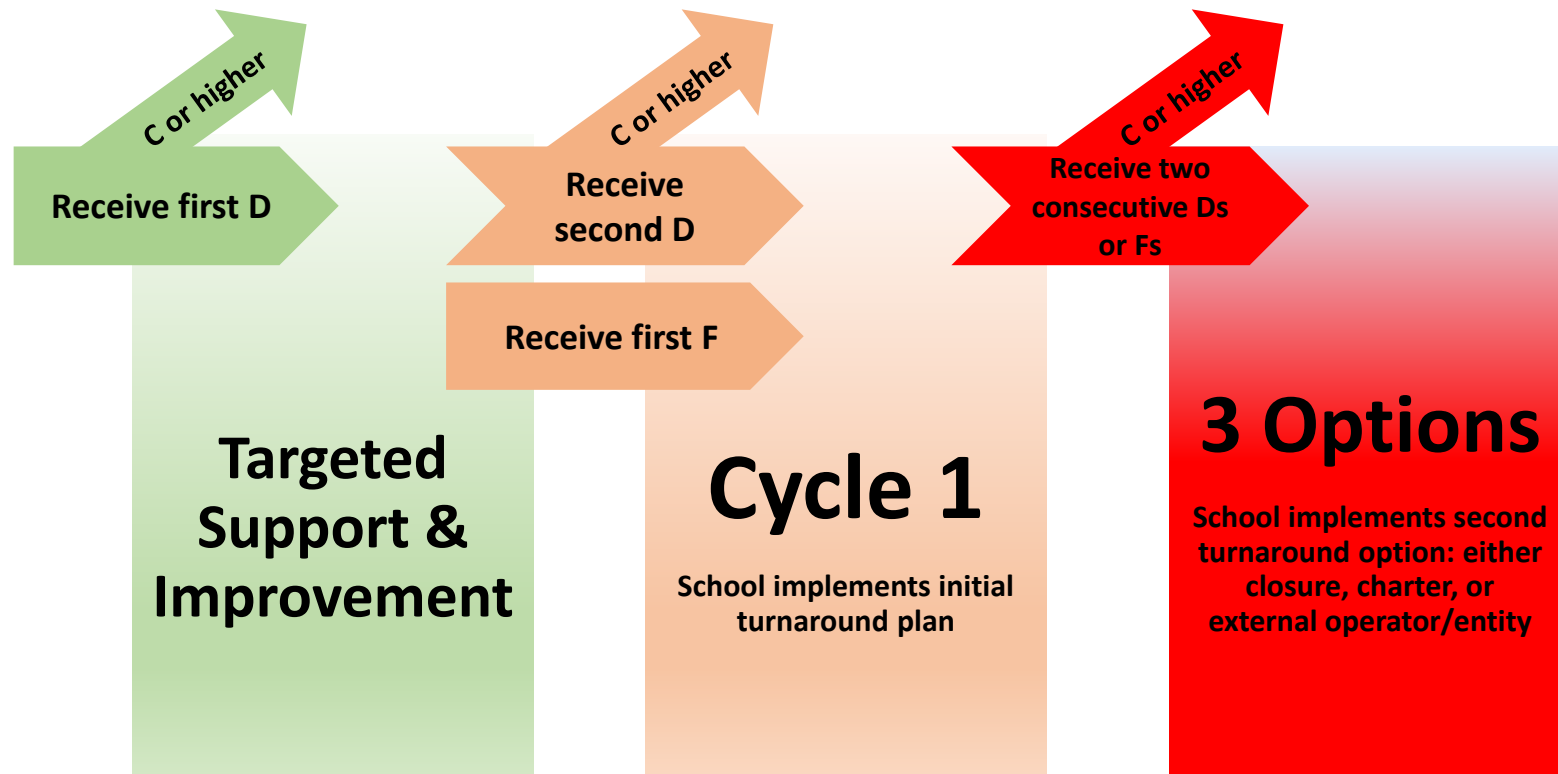 C or higher
Receive first D
Targeted
Support &
Improvement
C or higher
Receive
second D
Receive first F
Cycle 1
School implements initial
turnaround plan
C or higher
Receive two
consecutive Ds
or Fs
3 Options
School implements second
turnaround option: either
closure, charter, or
external operator/entity